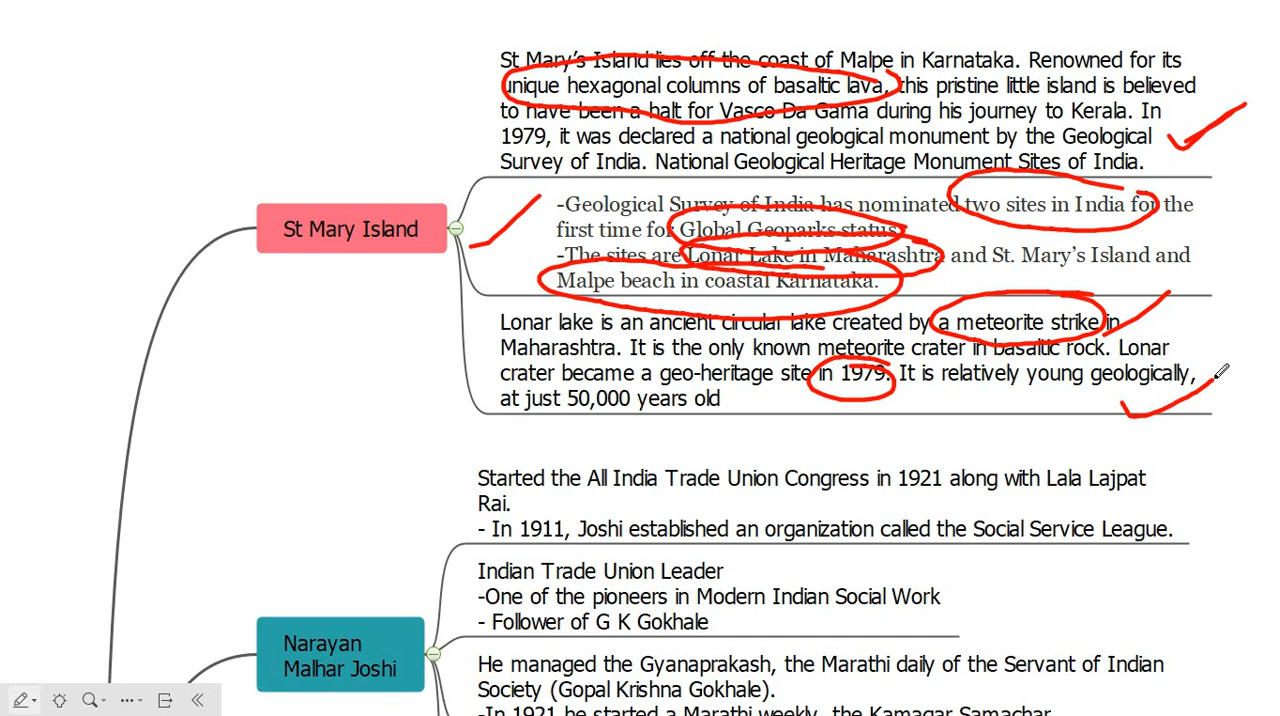 St Mary's Island lies off the coast of Malpe in Karnataka. Renowned for its
unique hexagonal columns of basaltic lava, this pristine little island is believed
to have been a halt for Vasco Da Gama during his journey to Kerala. In
1979, it was declared a national geological monument by the Geological
Survey of India. National Geological Heritage Monument Sites of India.
St Mary Island
-Geological Survey of India has nominated two sites in India for the
first time for Global Geoparks status.
-The sites are Lonar Lake in Maharashtra and St. Mary's Island and
Malpe beach in coastal Karnataka.
Lonar lake is an ancient circular lake created by a meteorite strike in
Maharashtra. It is the only known meteorite crater in basaltic rock. Lonar
crater became a geo-heritage site in 1979. It is relatively young geologically,
at just 50,000 years old
Started the All India Trade Union Congress in 1921 along with Lala Lajpat
Rai.
- In 1911, Joshi established an organization called the Social Service League.
Indian Trade Union Leader
-One of the pioneers in Modern Indian Social Work
- Follower of G K Gokhale
Narayan
Malhar Joshi
He managed the Gyanaprakash, the Marathi daily of the Servant of Indian
Society (Gopal Krishna Gokhale).
-In 1921 he started a Marathi weekly, the Kamagar Samachar